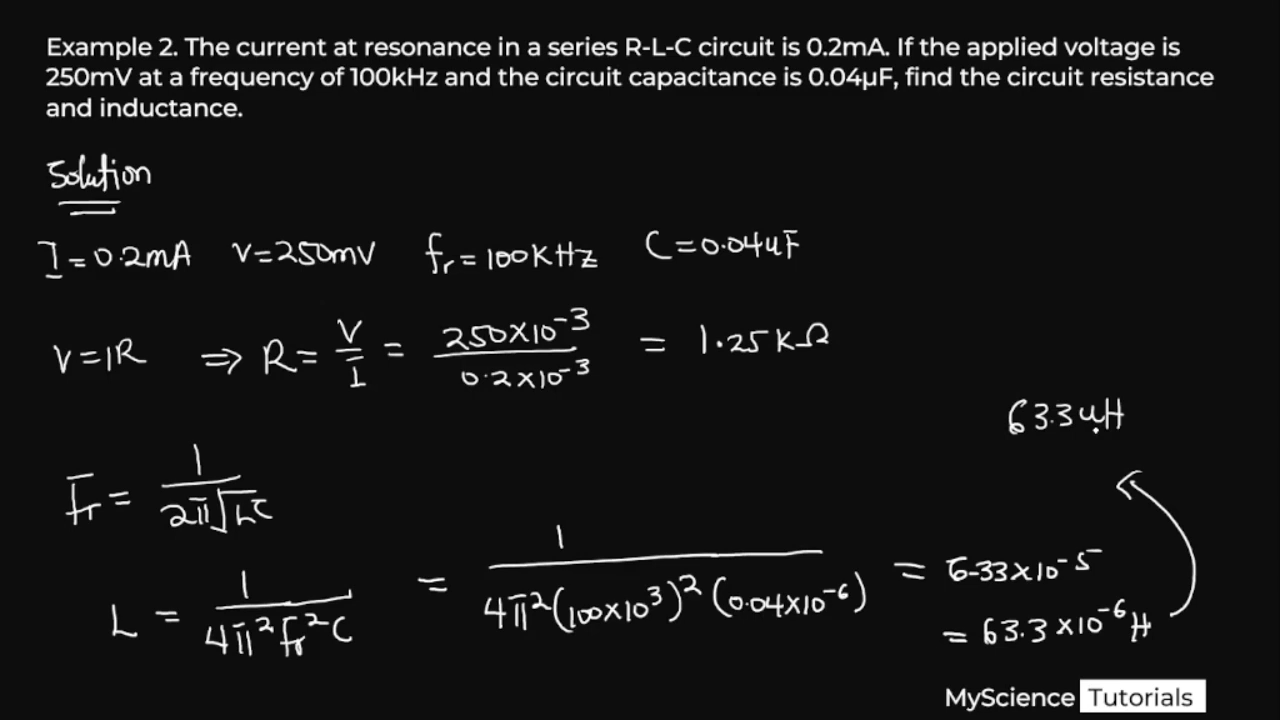 Example 2. The current at resonance in a series R-L-C circuit is 0.2mA. If the applied voltage is
250mV at a frequency of 100kHz and the circuit capacitance is 0.04μF, find the circuit resistance
and inductance.
Solution
I = 0.2mA V=250mV fr = 100KHz C=0.04uF
V=IR ⇒ R= V/I = 250×10⁻³/0.2×10⁻³ = 1.25KΩ
63.3uH
Fr = 1/2π√LC
L = 1/4π²fr²C = 1/4π²(100×10³)²(0.04×10⁻⁶) = 6.33×10⁻⁵
= 63.3×10⁻⁶H
MyScience Tutorials